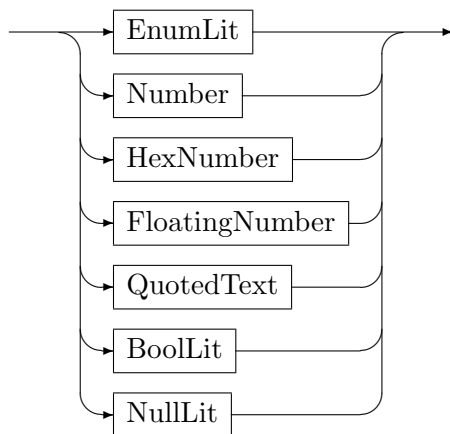 EnumLit
Number
HexNumber
FloatingNumber
QuotedText
BoolLit
NullLit